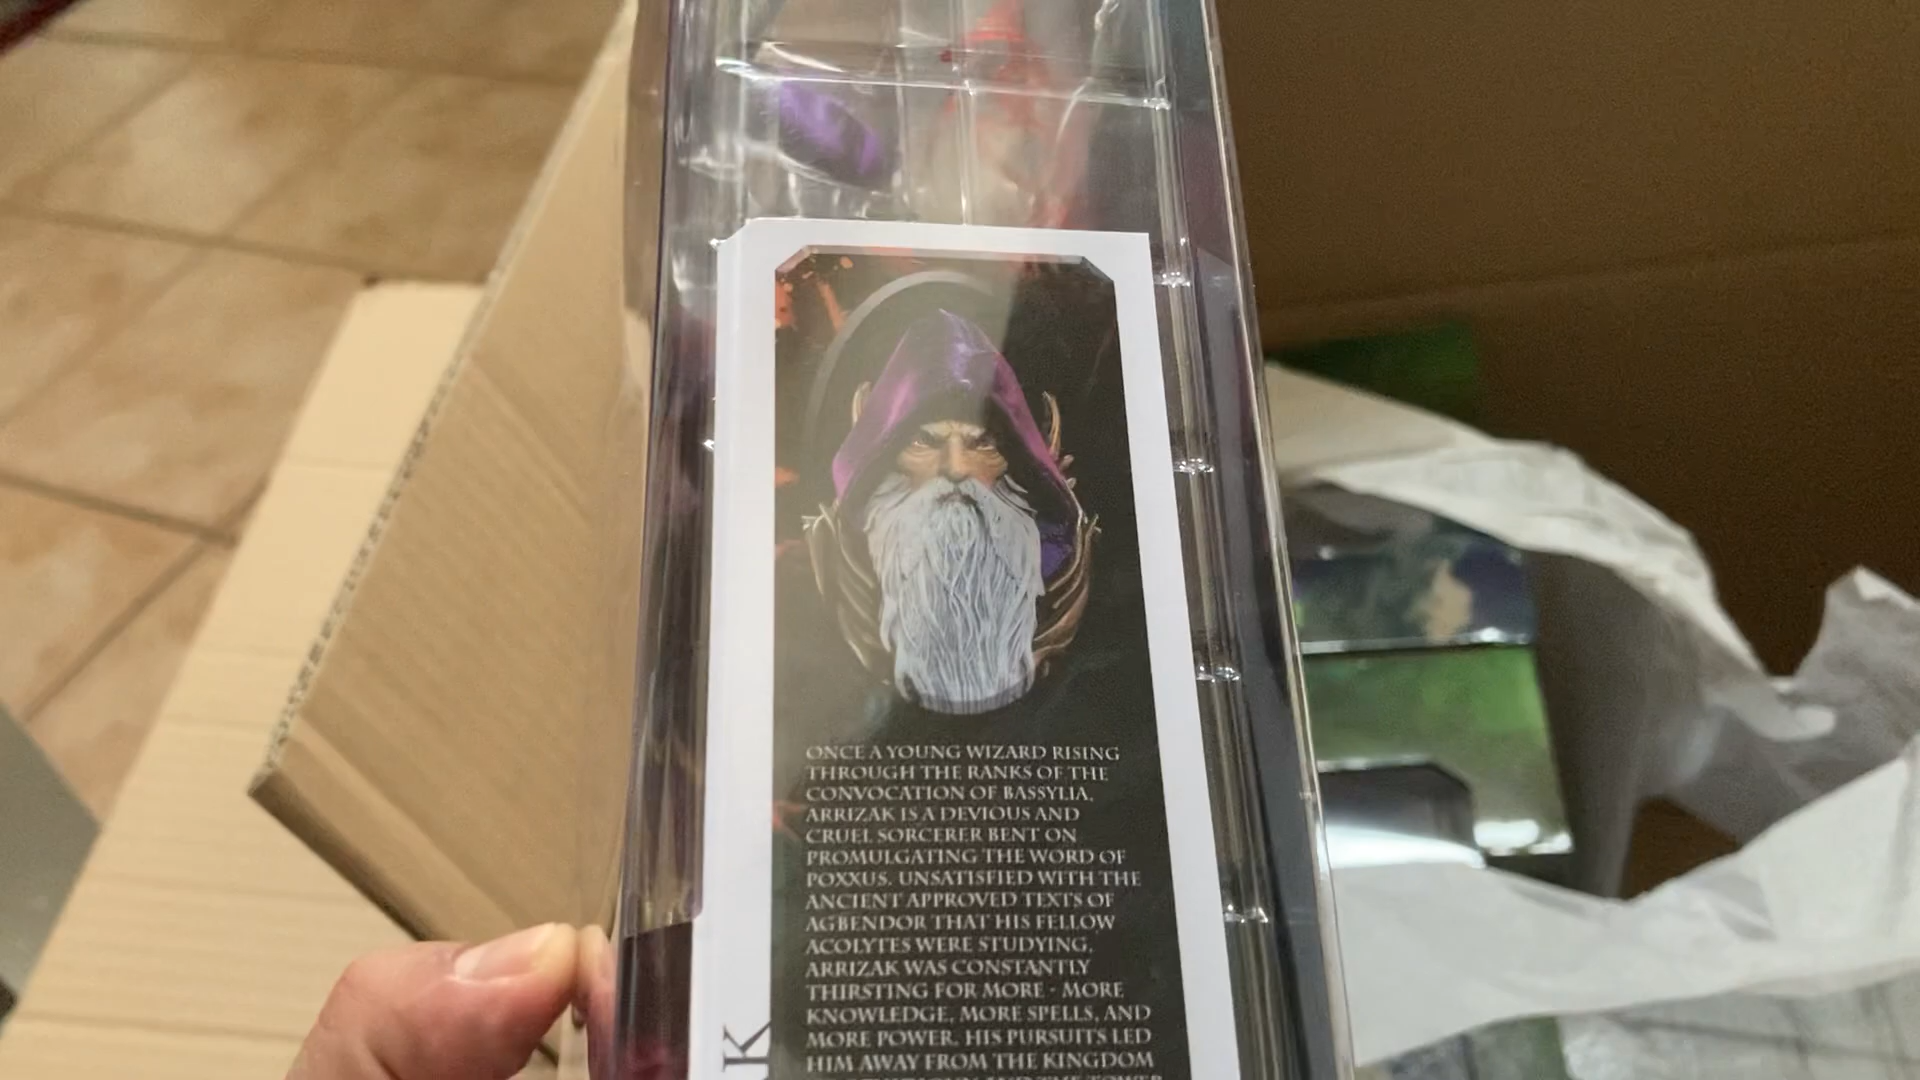 ONCE A YOUNG WIZARD RISING
THROUGH THE RANKS OF THE
CONVOCATION OF BASSYLIA,
ARRIZAK IS A DEVIOUS AND
CRUEL SORCERER BENT ON
PROMULGATING THE WORD OF
POXXUS. UNSATISFIED WITH THE
ANCIENT APPROVED TEXTS OF
AGBENDOR THAT HIS FELLOW
ACOLYTES WERE STUDYING,
ARRIZAK WAS CONSTANTLY
THIRSTING FOR MORE - MORE
KNOWLEDGE, MORE SPELLS, AND
MORE POWER. HIS PURSUITS LED
HIM AWAY FROM THE KINGDOM
AND THE TOWER